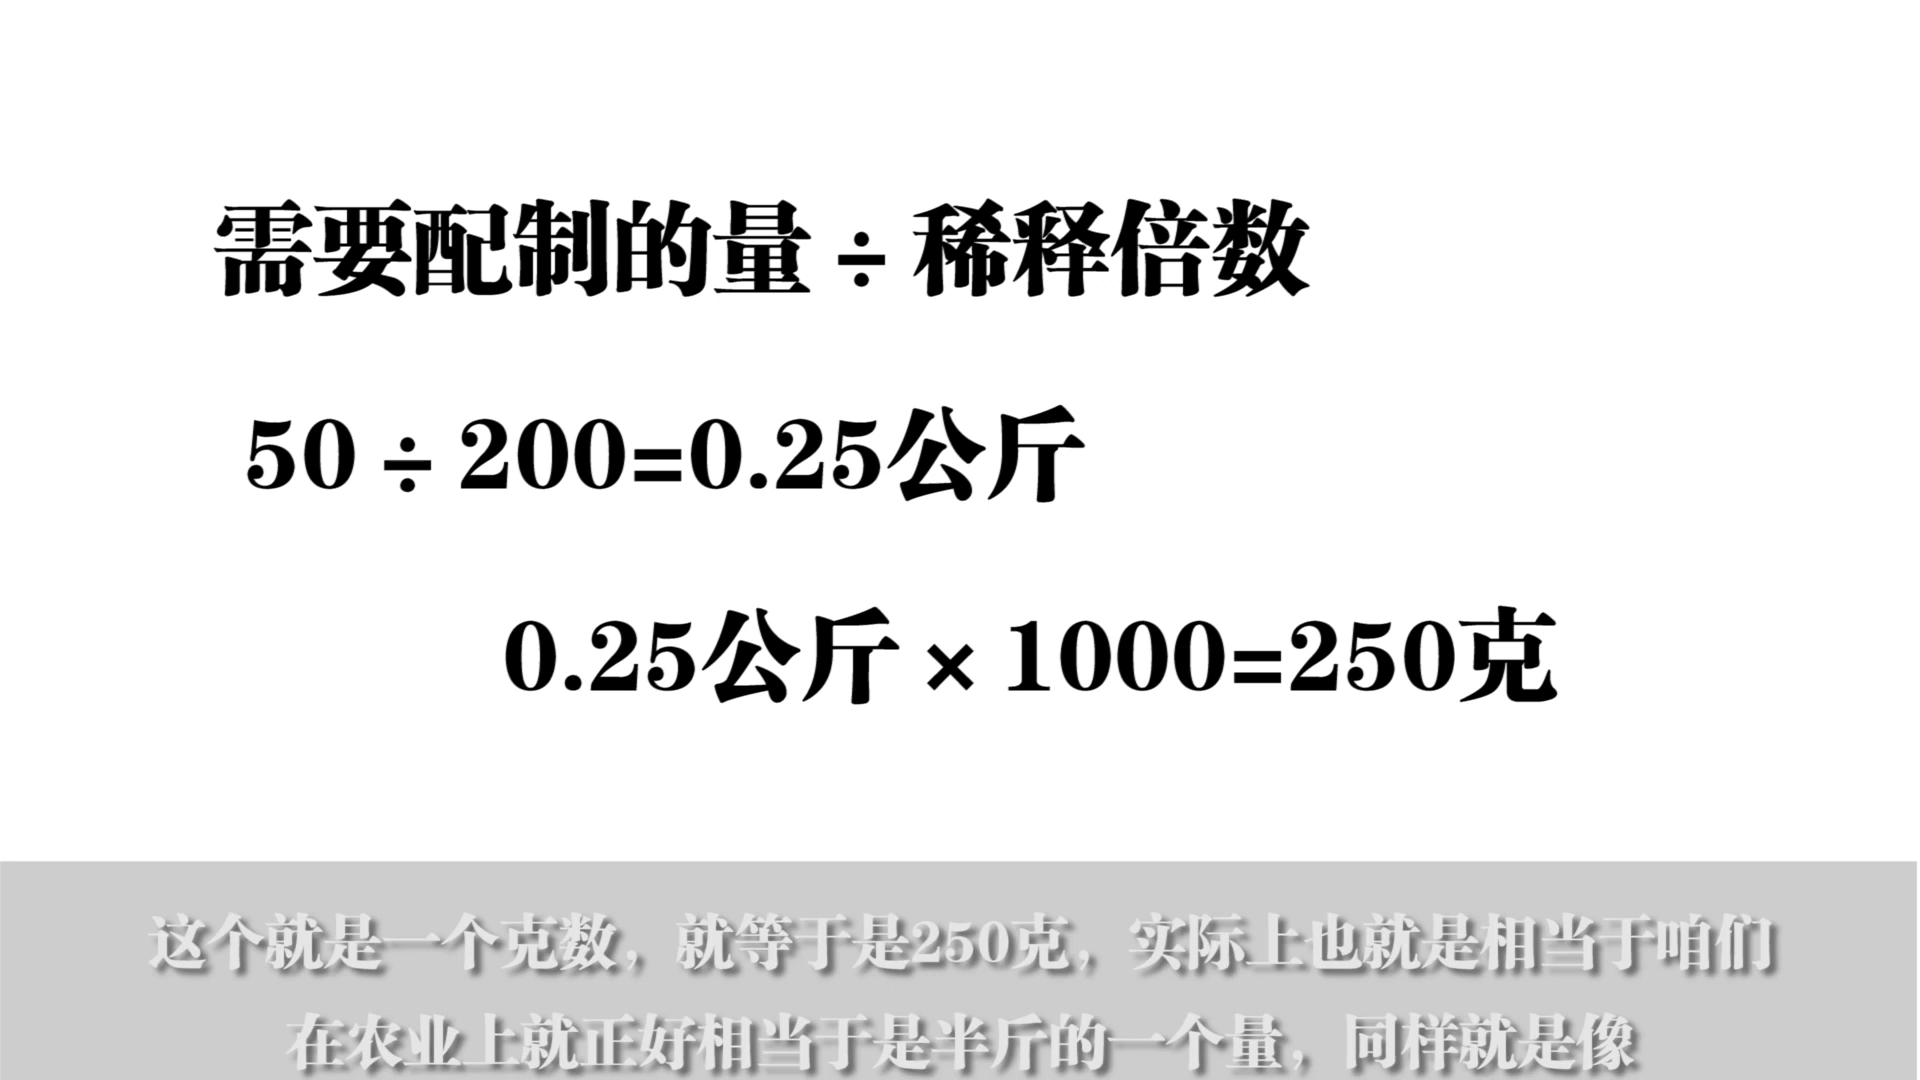 需要配制的量÷稀释倍数
50÷200=0.25公斤
0.25公斤×1000=250克
这个就是一个克数，就等于是250克，实际上也就是相当于咱们
在农业上就正好相当于是半斤的一个量，同样就是像